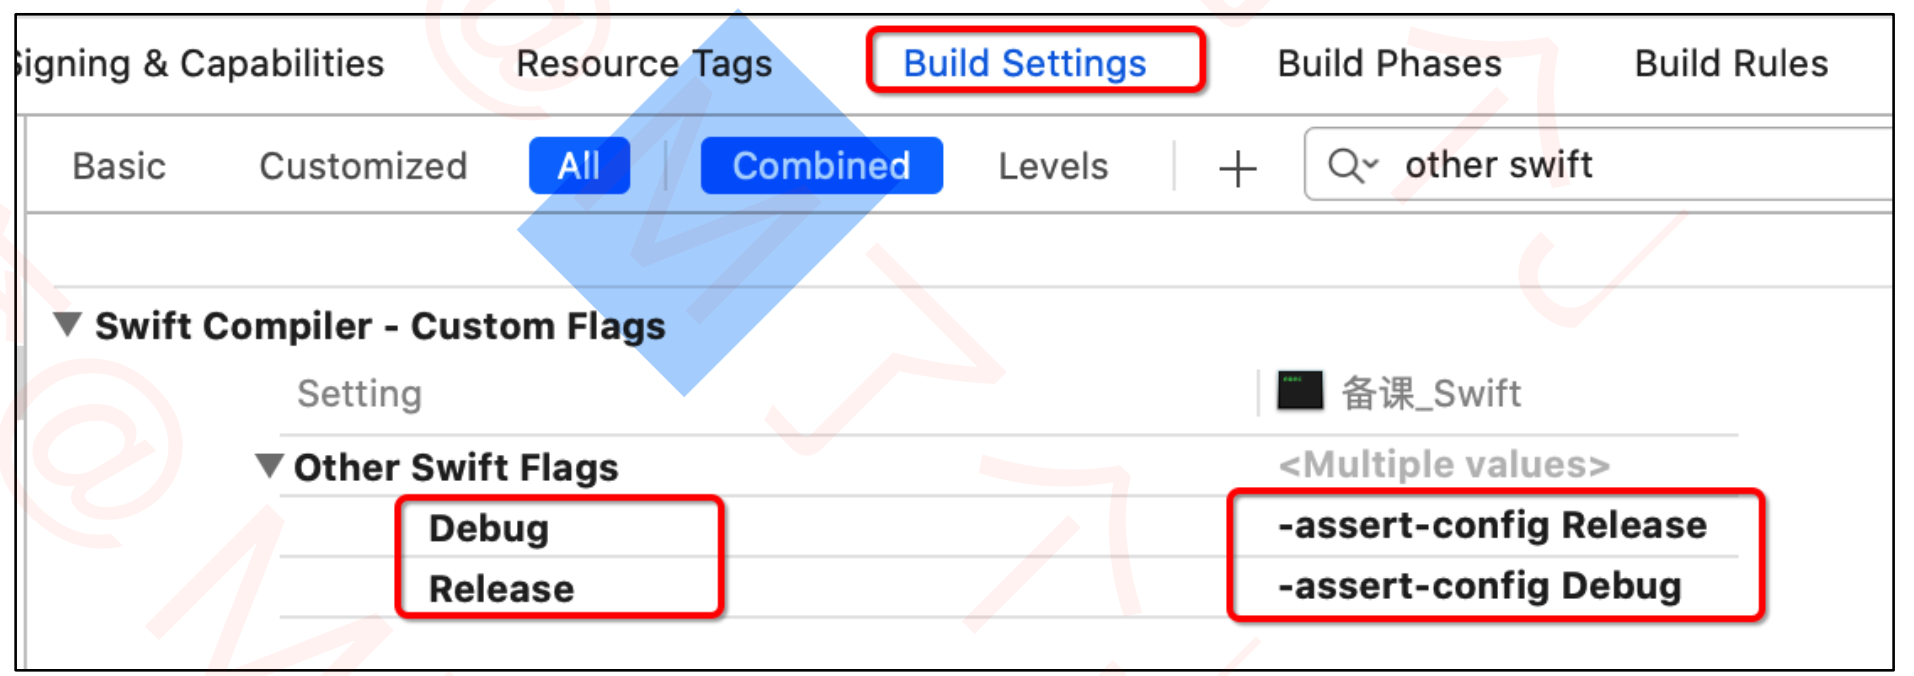 Signing & Capabilities Resource Tags Build Settings Build Phases Build Rules
Basic Customized All Combined Levels + other swift
Swift Compiler - Custom Flags
Setting 备课_Swift
Other Swift Flags <Multiple values>
Debug -assert-config Release
Release -assert-config Debug